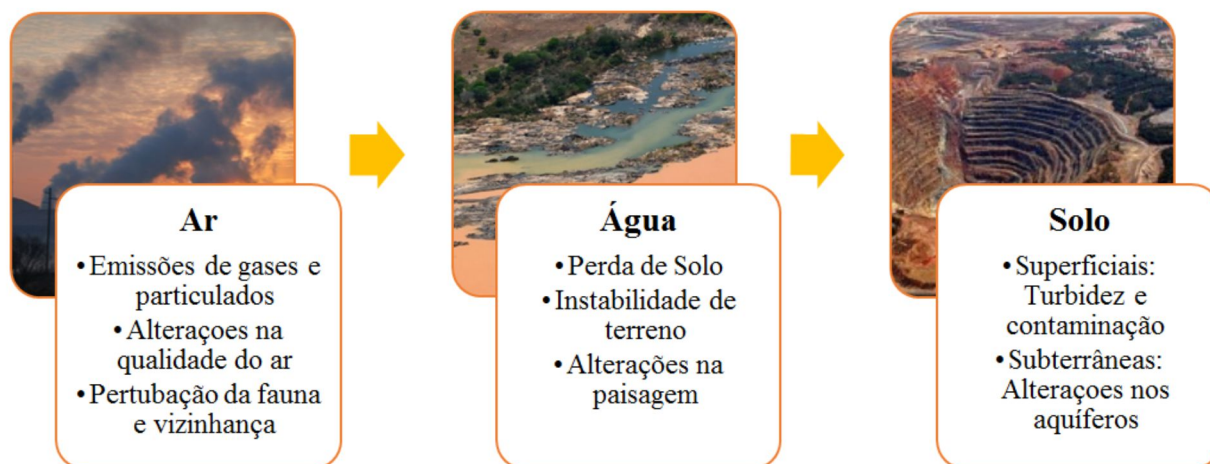 Ar
• Emissões de gases e
particulados
• Alteraçoes na
qualidade do ar
• Pertubação da fauna
e vizinhança
Água
• Perda de Solo
• Instabilidade de
terreno
• Alterações na
paisagem
Solo
• Superficiais:
Turbidez e
contaminação
• Subterrâneas:
Alteraçoes nos
aquíferos